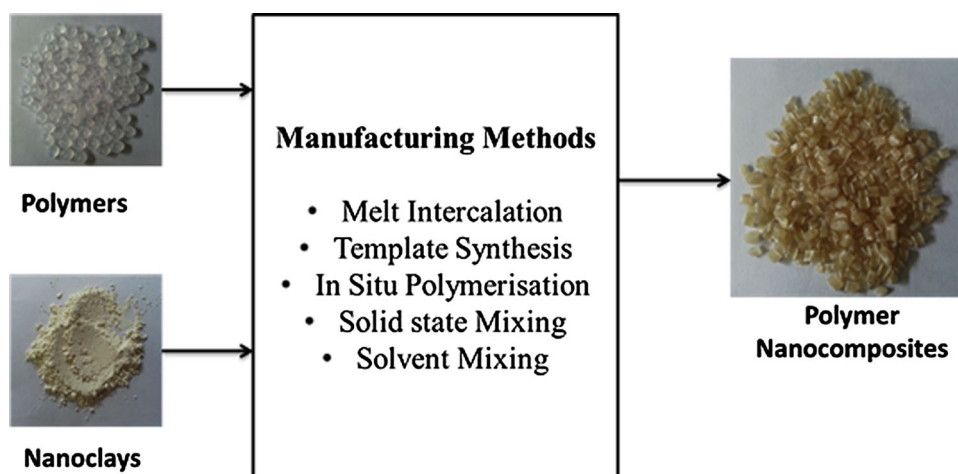 Polymers
Nanoclays
Manufacturing Methods
• Melt Intercalation
• Template Synthesis
• In Situ Polymerisation
• Solid state Mixing
• Solvent Mixing
Polymer
Nanocomposites